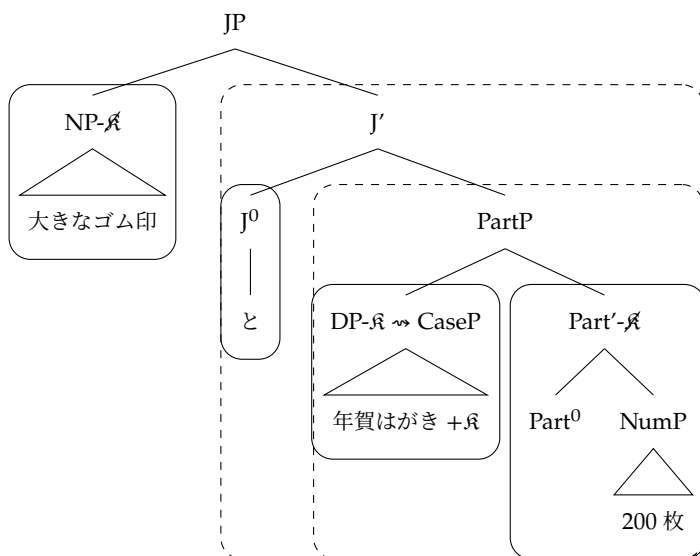 JP
NP-𝔎̸
J’
大きなゴム印
J⁰
PartP
と
DP-𝔎 ⇝ CaseP
Part’-𝔎̸
年賀はがき +𝔎
Part⁰
NumP
200 枚